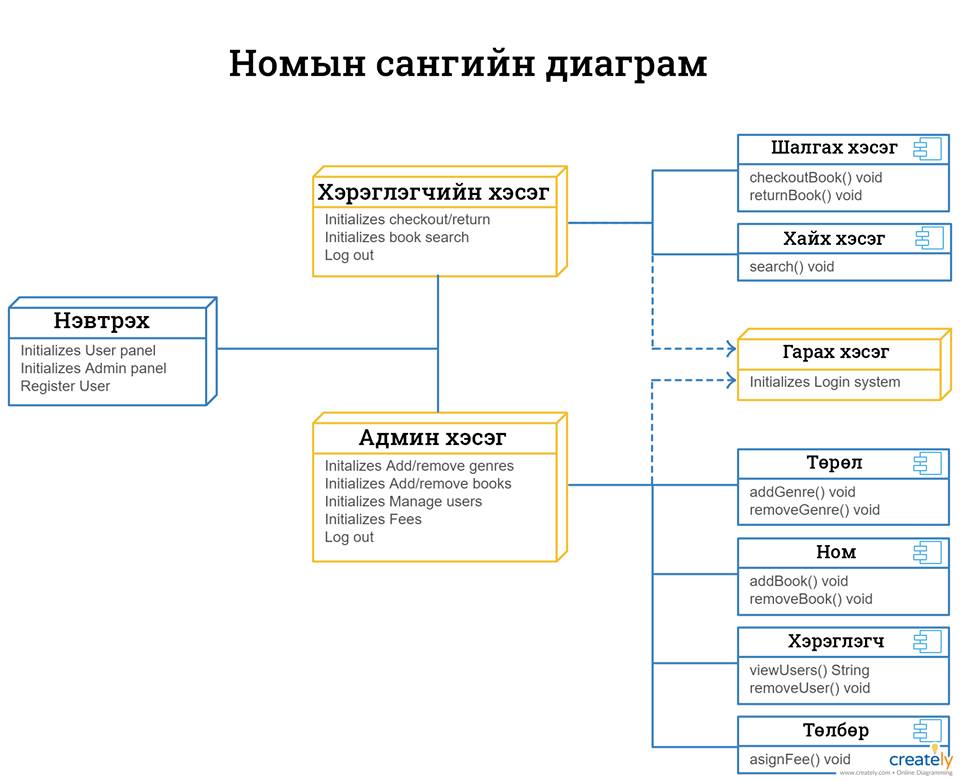 Номын сангийн диаграм
Шалгах хэсэг
checkoutBook() void
returnBook() void
Хэрэглэгчийн хэсэг
Initializes checkout/return
Initializes book search
Log out
Хайх хэсэг
search() void
Нэвтрэх
Initializes User panel
Initializes Admin panel
Register User
Гарах хэсэг
Initializes Login system
Админ хэсэг
Initalizes Add/remove genres
Initializes Add/remove books
Initializes Manage users
Initializes Fees
Log out
Төрөл
addGenre() void
removeGenre() void
Ном
addBook() void
removeBook() void
Хэрэглэгч
viewUsers() String
removeUser() void
Төлбөр
asignFee() void
creately
www.creately.com • Online Diagramming